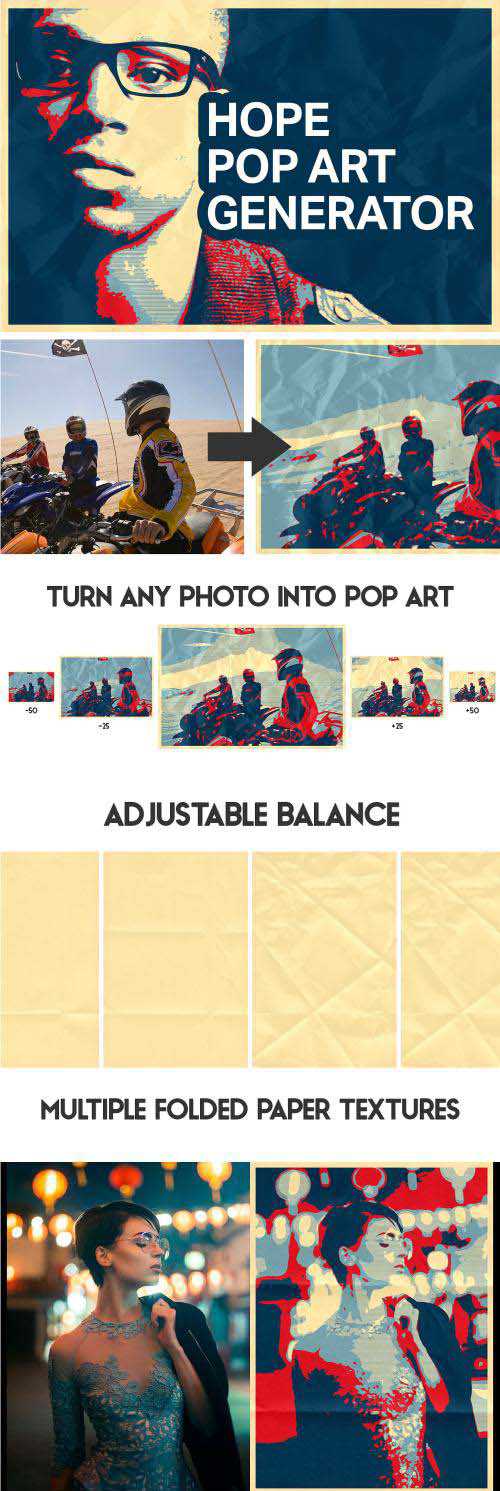 HOPE
POP ART
GENERATOR
TURN ANY PHOTO INTO POP ART
-50
-25
+25
+50
ADJUSTABLE BALANCE
MULTIPLE FOLDED PAPER TEXTURES